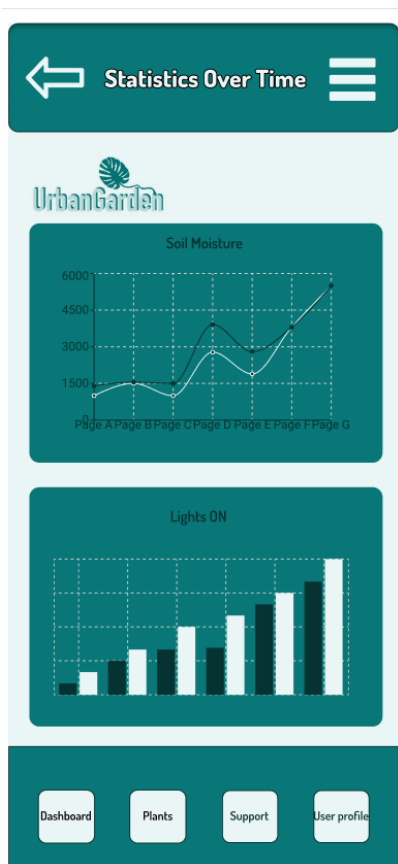 Statistics Over Time
UrbanGarden
Soil Moisture
6000
4500
3000
1500
0
Page A Page B Page C Page D Page E Page F Page G
Lights ON
Dashboard Plants Support User profile